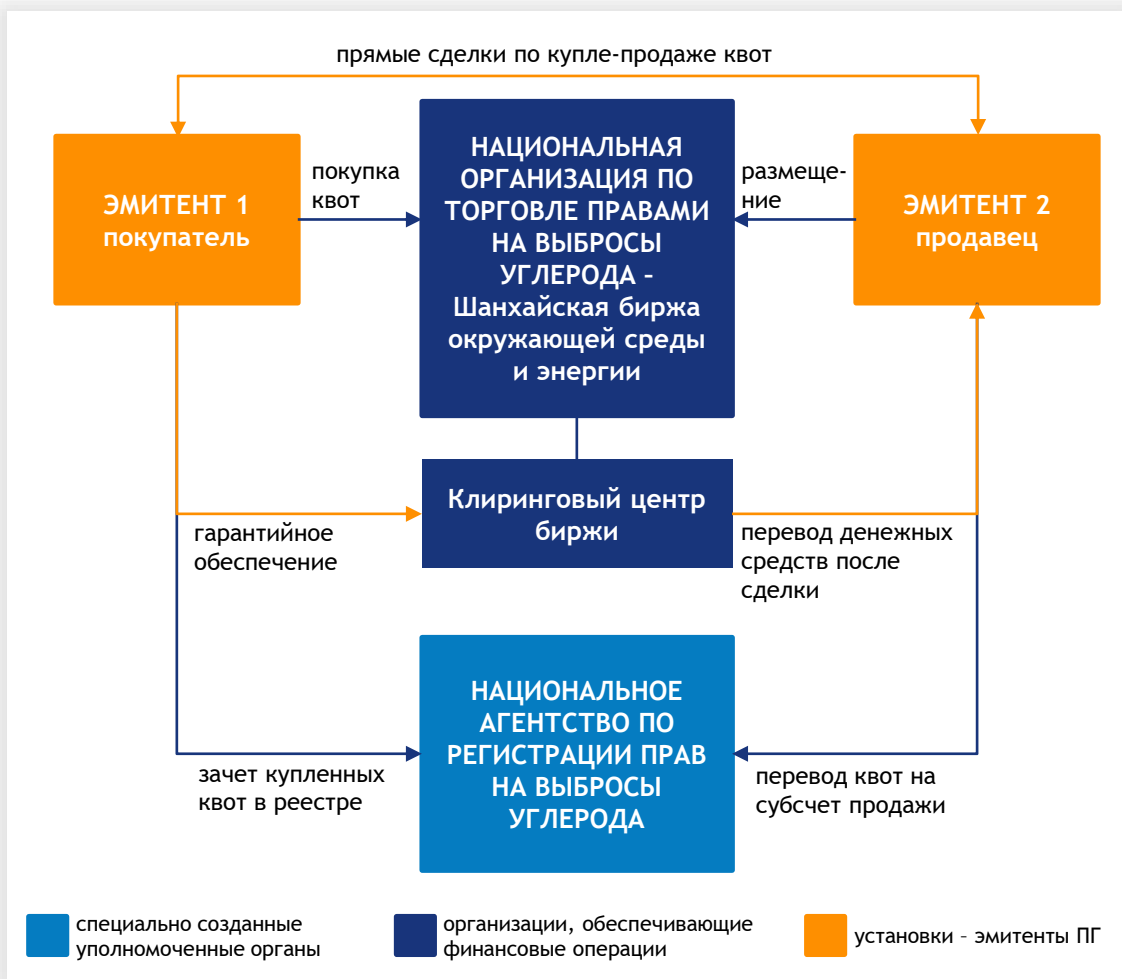 прямые сделки по купле-продаже квот
ЭМИТЕНТ 1
покупатель
покупка
квот
НАЦИОНАЛЬНАЯ
ОРГАНИЗАЦИЯ ПО
ТОРГОВЛЕ ПРАВАМИ
НА ВЫБРОСЫ
УГЛЕРОДА –
Шанхайская биржа
окружающей среды
и энергии
размеще-
ние
ЭМИТЕНТ 2
продавец
гарантийное
обеспечение
Клиринговый центр
биржи
перевод денежных
средств после
сделки
зачет купленных
квот в реестре
НАЦИОНАЛЬНОЕ
АГЕНТСТВО ПО
РЕГИСТРАЦИИ ПРАВ
НА ВЫБРОСЫ
УГЛЕРОДА
перевод квот на
субсчет продажи
специально созданные
уполномоченные органы
организации, обеспечивающие
финансовые операции
установки – эмитенты ПГ